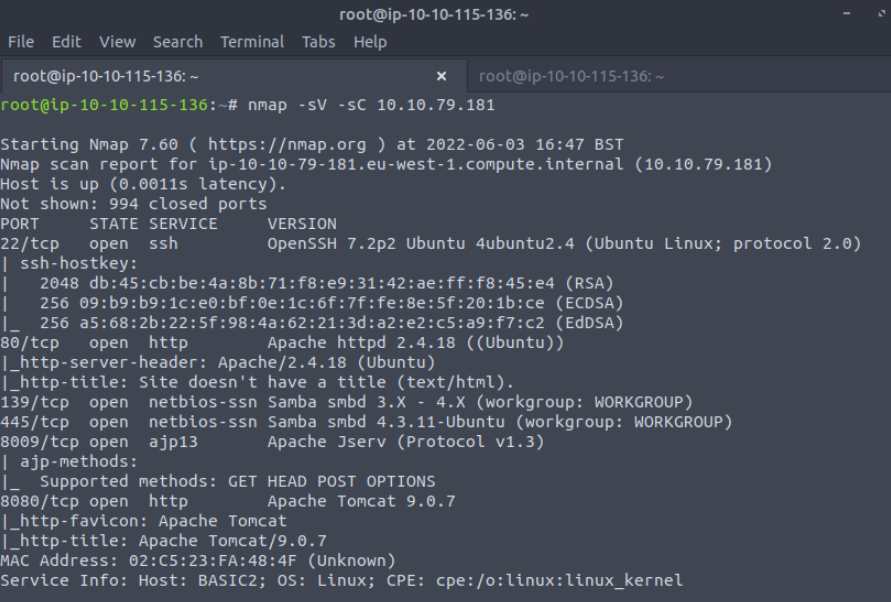 root@ip-10-10-115-136: ~
File Edit View Search Terminal Tabs Help
root@ip-10-10-115-136: ~ × root@ip-10-10-115-136: ~
root@ip-10-10-115-136:~# nmap -sV -sC 10.10.79.181
Starting Nmap 7.60 ( https://nmap.org ) at 2022-06-03 16:47 BST
Nmap scan report for ip-10-10-79-181.eu-west-1.compute.internal (10.10.79.181)
Host is up (0.0011s latency).
Not shown: 994 closed ports
PORT     STATE SERVICE     VERSION
22/tcp   open  ssh         OpenSSH 7.2p2 Ubuntu 4ubuntu2.4 (Ubuntu Linux; protocol 2.0)
| ssh-hostkey:
|   2048 db:45:cb:be:4a:8b:71:f8:e9:31:42:ae:ff:f8:45:e4 (RSA)
|   256 09:b9:b9:1c:e0:bf:0e:1c:6f:7f:fe:8e:5f:20:1b:ce (ECDSA)
|_  256 a5:68:2b:22:5f:98:4a:62:21:3d:a2:e2:c5:a9:f7:c2 (EdDSA)
80/tcp   open  http        Apache httpd 2.4.18 ((Ubuntu))
|_http-server-header: Apache/2.4.18 (Ubuntu)
|_http-title: Site doesn't have a title (text/html).
139/tcp  open  netbios-ssn Samba smbd 3.X - 4.X (workgroup: WORKGROUP)
445/tcp  open  netbios-ssn Samba smbd 4.3.11-Ubuntu (workgroup: WORKGROUP)
8009/tcp open  ajp13       Apache Jserv (Protocol v1.3)
| ajp-methods:
|_  Supported methods: GET HEAD POST OPTIONS
8080/tcp open  http        Apache Tomcat 9.0.7
|_http-favicon: Apache Tomcat
|_http-title: Apache Tomcat/9.0.7
MAC Address: 02:C5:23:FA:48:4F (Unknown)
Service Info: Host: BASIC2; OS: Linux; CPE: cpe:/o:linux:linux_kernel